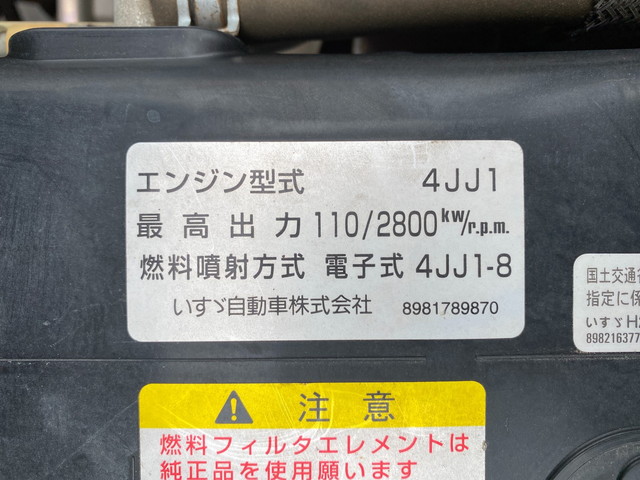 エンジン型式 4JJ1
最高出力 110/2800kw/r.p.m.
燃料噴射方式 電子式 4JJ1-8
いすゞ自動車株式会社 8981789870
国土交通
指定に係
いすゞH
898216377
注意
燃料フィルタエレメントは
純正品を使用願います